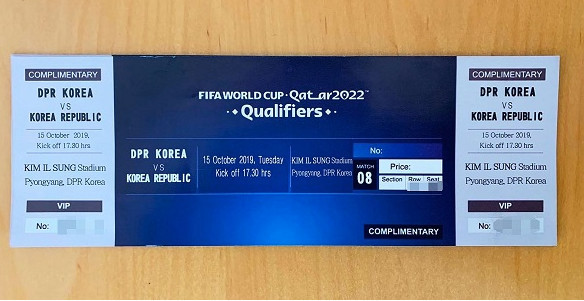 COMPLIMENTARY
DPR KOREA
VS
KOREA REPUBLIC
15 October 2019,
Kick off 17.30 hrs
KIM IL SUNG Stadium
Pyongyang, DPR Korea
VIP
No:
FIFA WORLD CUP · Qatar2022™
Qualifiers
DPR KOREA
VS
KOREA REPUBLIC
15 October 2019, Tuesday
Kick off 17.30 hrs
KIM IL SUNG Stadium
Pyongyang, DPR Korea
No:
MATCH
08
Price:
Section Row Seat
COMPLIMENTARY
COMPLIMENTARY
DPR KOREA
VS
KOREA REPUBLIC
15 October 2019,
Kick off 17.30 hrs
KIM IL SUNG Stadium
Pyongyang, DPR Korea
VIP
No: